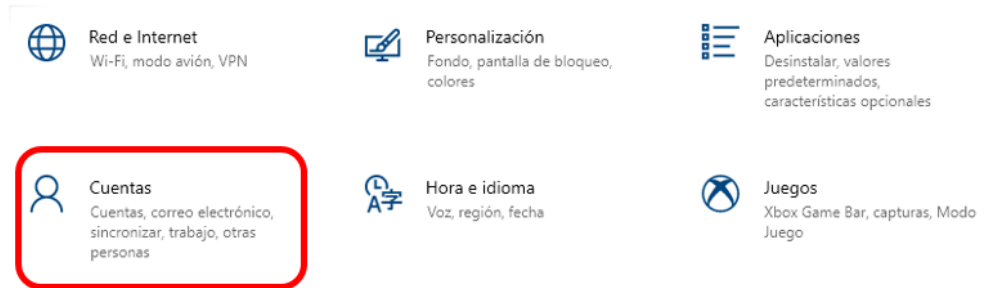 Red e Internet
Wi-Fi, modo avión, VPN
Personalización
Fondo, pantalla de bloqueo,
colores
Aplicaciones
Desinstalar, valores
predeterminados,
características opcionales
Cuentas
Cuentas, correo electrónico,
sincronizar, trabajo, otras
personas
Hora e idioma
Voz, región, fecha
Juegos
Xbox Game Bar, capturas, Modo
Juego